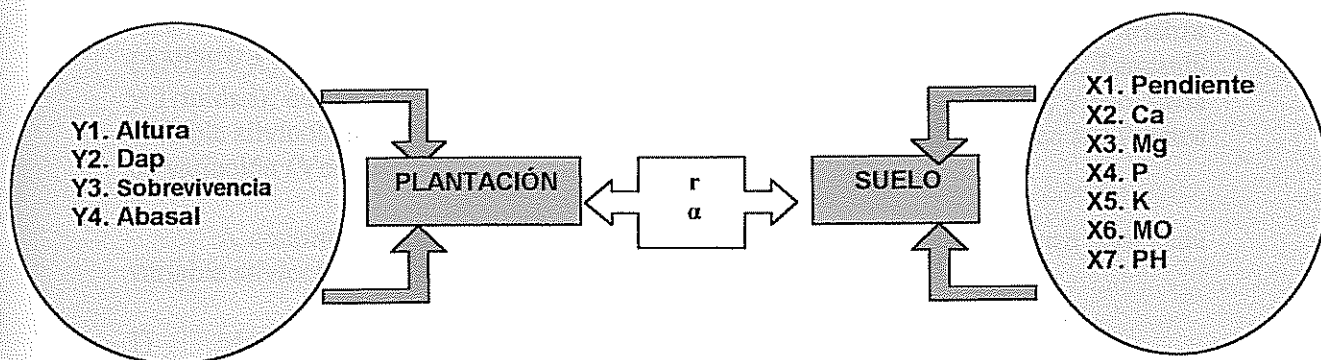 Y1. Altura
Y2. Dap
Y3. Sobrevivencia
Y4. Abasal
PLANTACIÓN
r
α
SUELO
X1. Pendiente
X2. Ca
X3. Mg
X4. P
X5. K
X6. MO
X7. PH